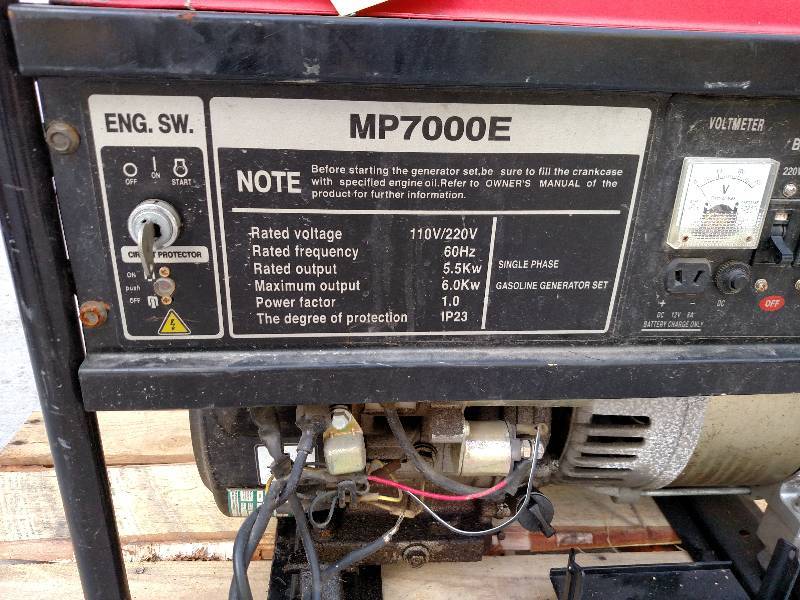 ENG. SW.
OFF
ON
START
CIRCUIT PROTECTOR
ON
push
OFF
MP7000E
NOTE
Before starting the generator set,be sure to fill the crankcase
with specified engine oil.Refer to OWNER'S MANUAL of the
product for further information.
Rated voltage 110V/220V
Rated frequency 60Hz
Rated output 5.5Kw
Maximum output 6.0Kw
Power factor 1.0
The degree of protection IP23
SINGLE PHASE
GASOLINE GENERATOR SET
VOLTMETER
V
220V
+ −
DC 12V 8A
BATTERY CHARGE ONLY
DC
OFF